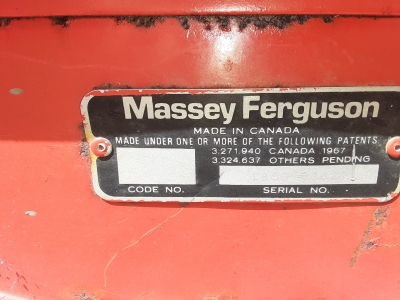 Massey Ferguson
MADE IN CANADA
MADE UNDER ONE OR MORE OF THE FOLLOWING PATENTS
3.271.940 CANADA 1967
3.324.637 OTHERS PENDING
CODE NO. SERIAL NO.